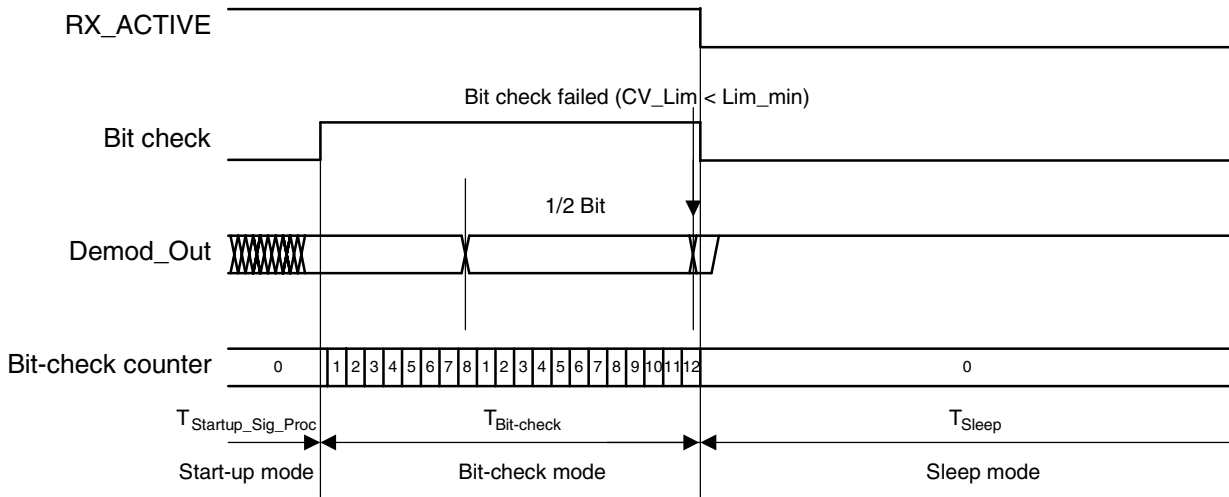 RX_ACTIVE
Bit check failed (CV_Lim < Lim_min)
Bit check
1/2 Bit
Demod_Out
Bit-check counter 0 1 2 3 4 5 6 7 8 1 2 3 4 5 6 7 8 9 10 11 12 0
TStartup_Sig_Proc TBit-check TSleep
Start-up mode Bit-check mode Sleep mode